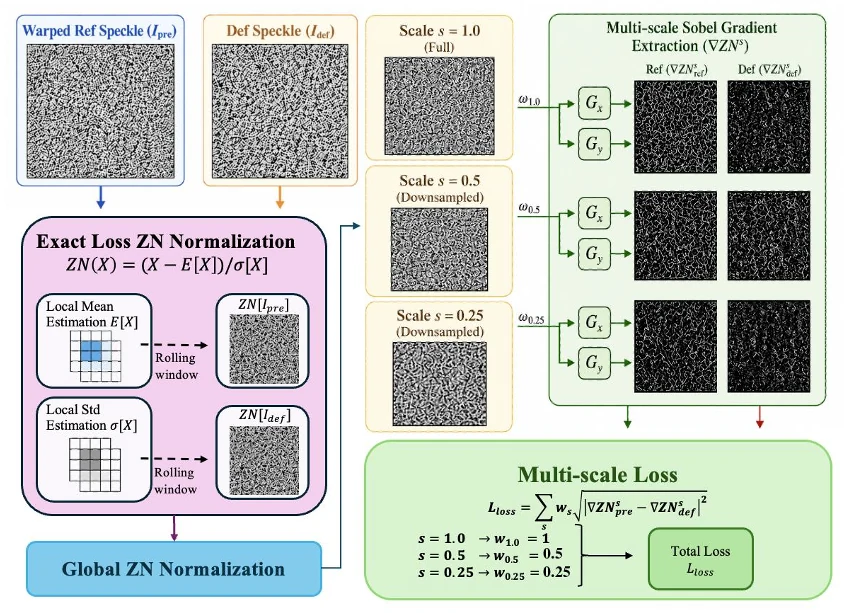 Warped Ref Speckle (I_pre)
Def Speckle (I_def)
Exact Loss ZN Normalization
ZN(X) = (X − E[X])/σ[X]
Local Mean
Estimation E[X]
Rolling
window
ZN[I_pre]
Local Std
Estimation σ[X]
Rolling
window
ZN[I_def]
Global ZN Normalization
Scale s = 1.0
(Full)
Scale s = 0.5
(Downsampled)
Scale s = 0.25
(Downsampled)
Multi-scale Sobel Gradient
Extraction (∇ZN^s)
Ref (∇ZN^s_ref)
Def (∇ZN^s_def)
ω_1.0
G_x
G_y
ω_0.5
G_x
G_y
ω_0.25
G_x
G_y
Multi-scale Loss
L_loss = ∑_s w_s √|∇ZN^s_pre − ∇ZN^s_def|^2
s = 1.0 → w_1.0 = 1
s = 0.5 → w_0.5 = 0.5
s = 0.25 → w_0.25 = 0.25
Total Loss
L_loss